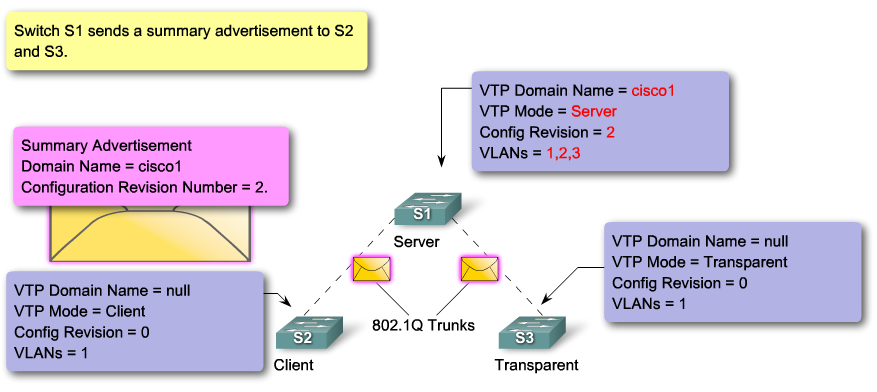 Switch S1 sends a summary advertisement to S2
and S3.
VTP Domain Name = cisco1
VTP Mode = Server
Config Revision = 2
VLANs = 1,2,3
Summary Advertisement
Domain Name = cisco1
Configuration Revision Number = 2.
S1
Server
VTP Domain Name = null
VTP Mode = Transparent
Config Revision = 0
VLANs = 1
VTP Domain Name = null
VTP Mode = Client
Config Revision = 0
VLANs = 1
802.1Q Trunks
S2
Client
S3
Transparent